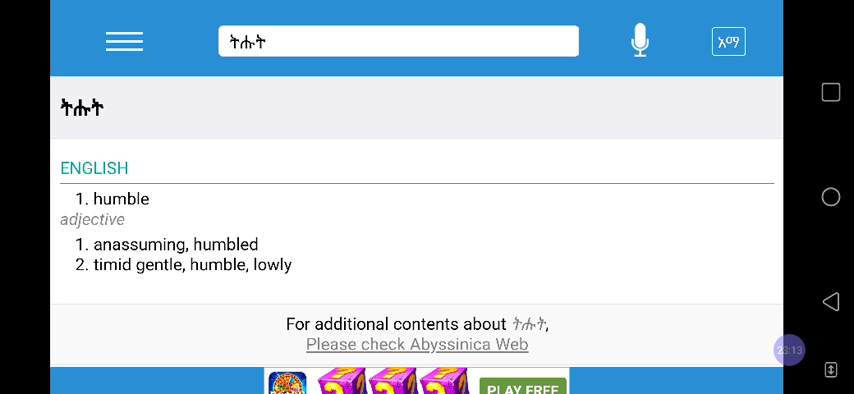 ትሑት
አማ
ትሑት
ENGLISH
1. humble
adjective
1. anassuming, humbled
2. timid gentle, humble, lowly
For additional contents about ትሑት,
Please check Abyssinica Web
23:13
PLAY FREE